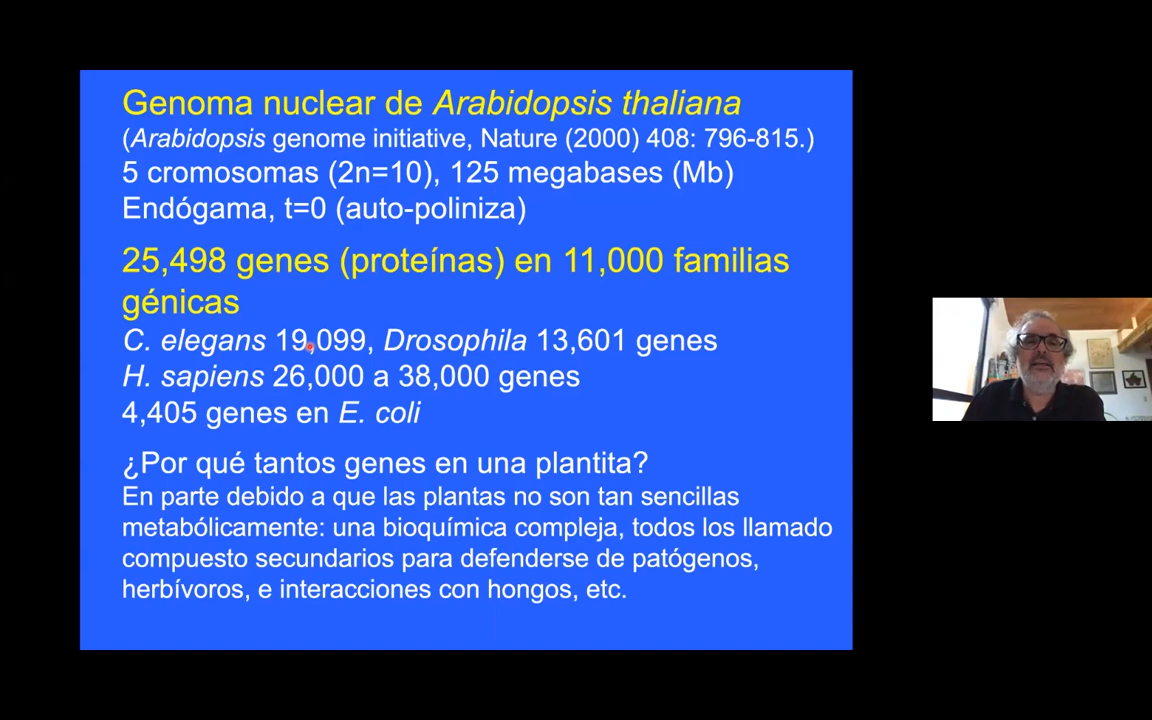 Genoma nuclear de Arabidopsis thaliana
(Arabidopsis genome initiative, Nature (2000) 408: 796-815.)
5 cromosomas (2n=10), 125 megabases (Mb)
Endógama, t=0 (auto-poliniza)
25,498 genes (proteínas) en 11,000 familias
génicas
C. elegans 19,099, Drosophila 13,601 genes
H. sapiens 26,000 a 38,000 genes
4,405 genes en E. coli
¿Por qué tantos genes en una plantita?
En parte debido a que las plantas no son tan sencillas
metabólicamente: una bioquímica compleja, todos los llamado
compuesto secundarios para defenderse de patógenos,
herbívoros, e interacciones con hongos, etc.